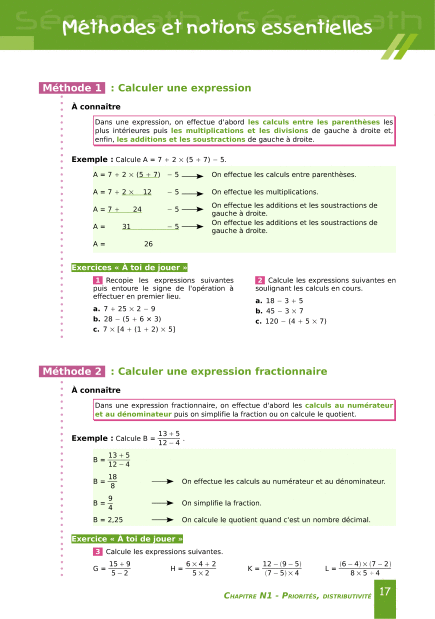 Sésamath Sésamath
Méthodes et notions essentielles
Méthode 1 : Calculer une expression
À connaître
Dans une expression, on effectue d'abord les calculs entre les parenthèses les
plus intérieures puis les multiplications et les divisions de gauche à droite et,
enfin, les additions et les soustractions de gauche à droite.
Exemple : Calcule A = 7 + 2 × (5 + 7) − 5.
A = 7 + 2 × (5 + 7) − 5 On effectue les calculs entre parenthèses.
A = 7 + 2 × 12 − 5 On effectue les multiplications.
A = 7 + 24 − 5 On effectue les additions et les soustractions de
gauche à droite.
A = 31 − 5 On effectue les additions et les soustractions de
gauche à droite.
A = 26
Exercices « À toi de jouer »
1 Recopie les expressions suivantes
puis entoure le signe de l'opération à
effectuer en premier lieu.
a. 7 + 25 × 2 − 9
b. 28 − (5 + 6 × 3)
c. 7 × [4 + (1 + 2) × 5]
2 Calcule les expressions suivantes en
soulignant les calculs en cours.
a. 18 − 3 + 5
b. 45 − 3 × 7
c. 120 − (4 + 5 × 7)
Méthode 2 : Calculer une expression fractionnaire
À connaître
Dans une expression fractionnaire, on effectue d'abord les calculs au numérateur
et au dénominateur puis on simplifie la fraction ou on calcule le quotient.
Exemple : Calcule B = 13 + 5 / 12 − 4 .
B = 13 + 5 / 12 − 4
B = 18 / 8 On effectue les calculs au numérateur et au dénominateur.
B = 9 / 4 On simplifie la fraction.
B = 2,25 On calcule le quotient quand c'est un nombre décimal.
Exercice « À toi de jouer »
3 Calcule les expressions suivantes.
G = 15 + 9 / 5 − 2 H = 6 × 4 + 2 / 5 × 2 K = 12 − (9 − 5) / (7 − 5) × 4 L = (6 − 4) × (7 − 2) / 8 × 5 ÷ 4
Chapitre N1 - Priorités, distributivité 17